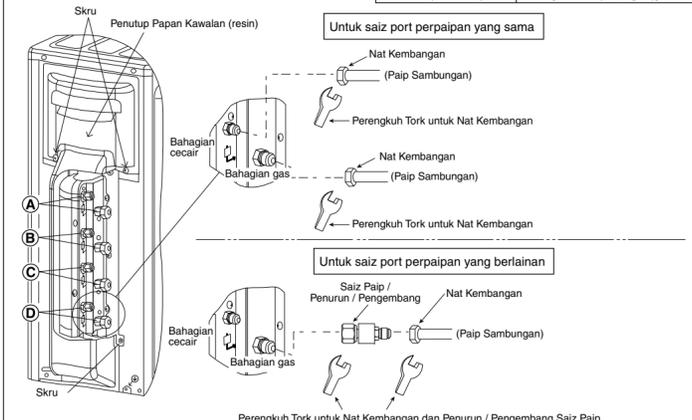 Skru
Penutup Papan Kawalan (resin)
A
B
C
D
Skru
Untuk saiz port perpaipan yang sama
Nat Kembangan
(Paip Sambungan)
Perengkuh Tork untuk Nat Kembangan
Bahagian
cecair
Bahagian gas
Nat Kembangan
(Paip Sambungan)
Perengkuh Tork untuk Nat Kembangan
Untuk saiz port perpaipan yang berlainan
Saiz Paip /
Penurun / Pengembang
Nat Kembangan
(Paip Sambungan)
Bahagian
cecair
Bahagian gas
Perengkuh Tork untuk Nat Kembangan dan Penurun / Pengembang Saiz Paip